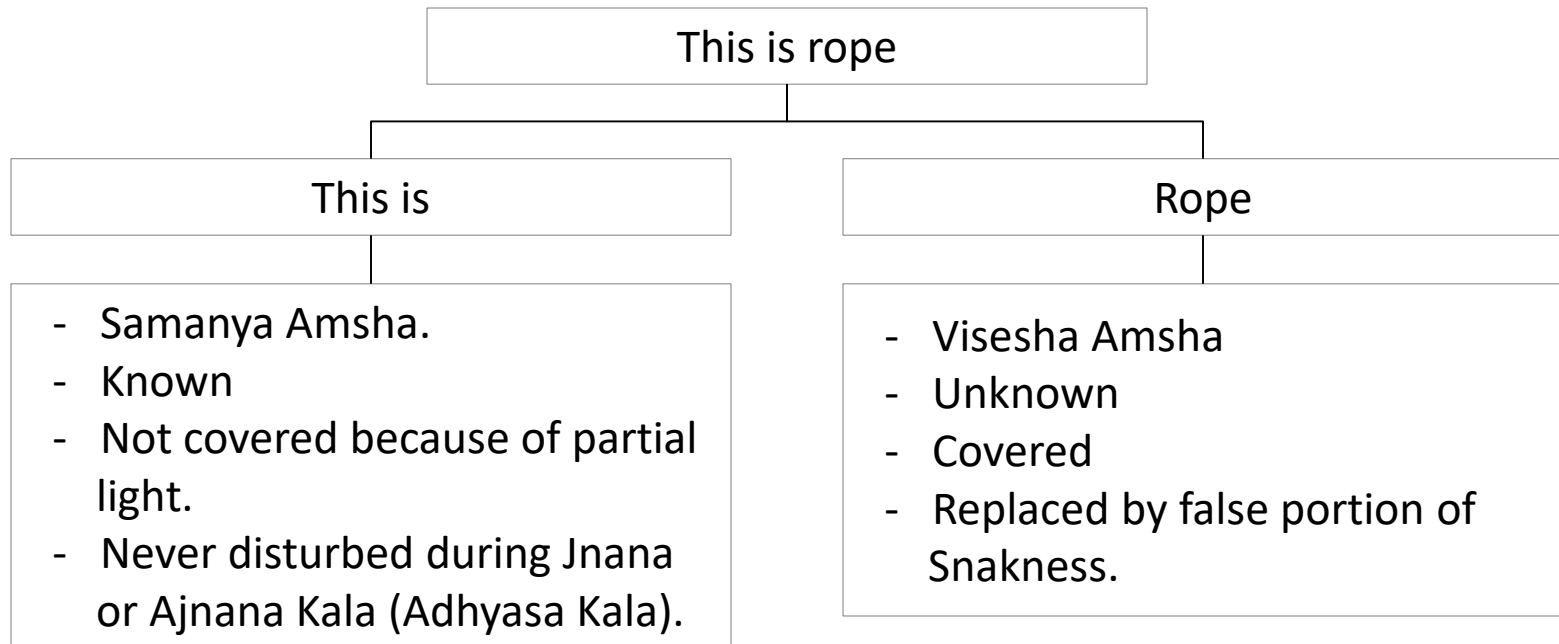 This is rope
This is
Rope
- Samanya Amsha.
- Known
- Not covered because of partial
light.
- Never disturbed during Jnana
or Ajnana Kala (Adhyasa Kala).
- Visesha Amsha
- Unknown
- Covered
- Replaced by false portion of
Snakness.